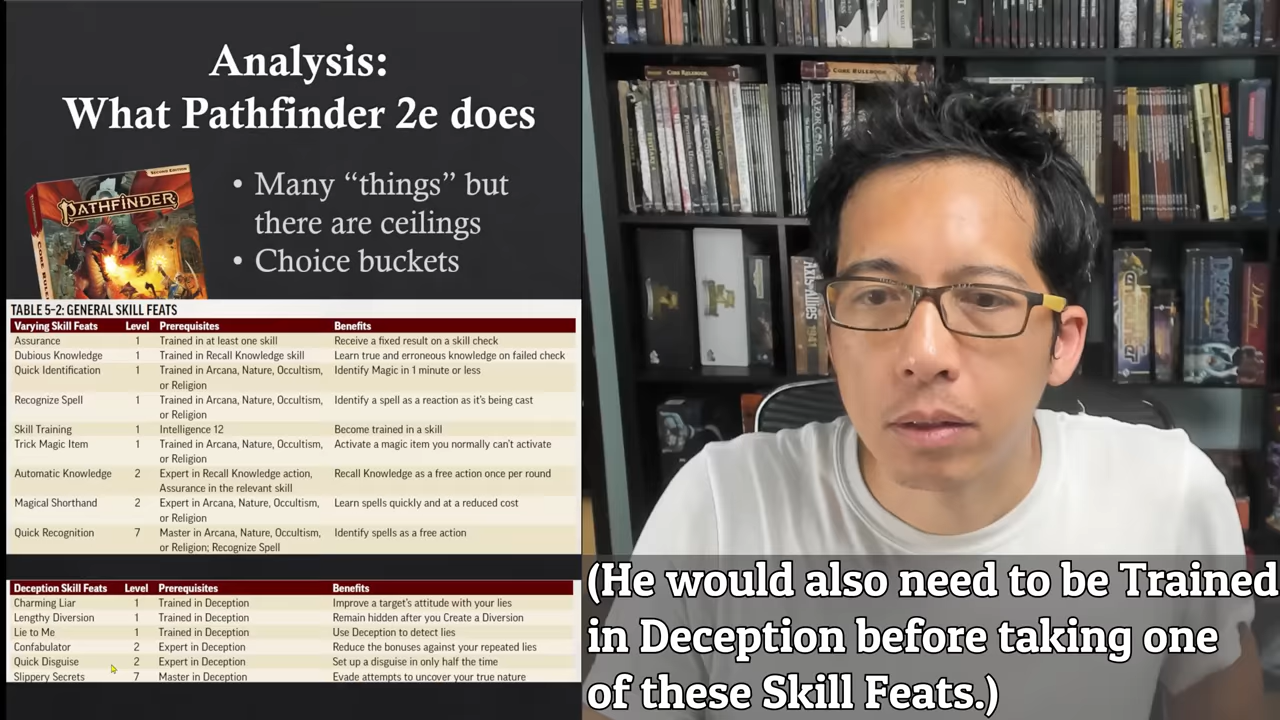 Analysis:
What Pathfinder 2e does
• Many “things” but
there are ceilings
• Choice buckets
SECOND EDITION
PATHFINDER
TABLE 5-2: GENERAL SKILL FEATS
Varying Skill Feats Level Prerequisites Benefits
Assurance 1 Trained in at least one skill Receive a fixed result on a skill check
Dubious Knowledge 1 Trained in Recall Knowledge skill Learn true and erroneous knowledge on failed check
Quick Identification 1 Trained in Arcana, Nature, Occultism, Identify Magic in 1 minute or less
or Religion
Recognize Spell 1 Trained in Arcana, Nature, Occultism, Identify a spell as a reaction as it’s being cast
or Religion
Skill Training 1 Intelligence 12 Become trained in a skill
Trick Magic Item 1 Trained in Arcana, Nature, Occultism, Activate a magic item you normally can’t activate
or Religion
Automatic Knowledge 2 Expert in Recall Knowledge action, Recall Knowledge as a free action once per round
Assurance in the relevant skill
Magical Shorthand 2 Expert in Arcana, Nature, Occultism, Learn spells quickly and at a reduced cost
or Religion
Quick Recognition 7 Master in Arcana, Nature, Occultism, Identify spells as a free action
or Religion; Recognize Spell
Deception Skill Feats Level Prerequisites Benefits
Charming Liar 1 Trained in Deception Improve a target’s attitude with your lies
Lengthy Diversion 1 Trained in Deception Remain hidden after you Create a Diversion
Lie to Me 1 Trained in Deception Use Deception to detect lies
Confabulator 2 Expert in Deception Reduce the bonuses against your repeated lies
Quick Disguise 2 Expert in Deception Set up a disguise in only half the time
Slippery Secrets 7 Master in Deception Evade attempts to uncover your true nature
CORE RULEBOOK
CORE RULEBOOK
RAZOR COAST
Axis & Allies 1941
DESCENT
(He would also need to be Trained
in Deception before taking one
of these Skill Feats.)